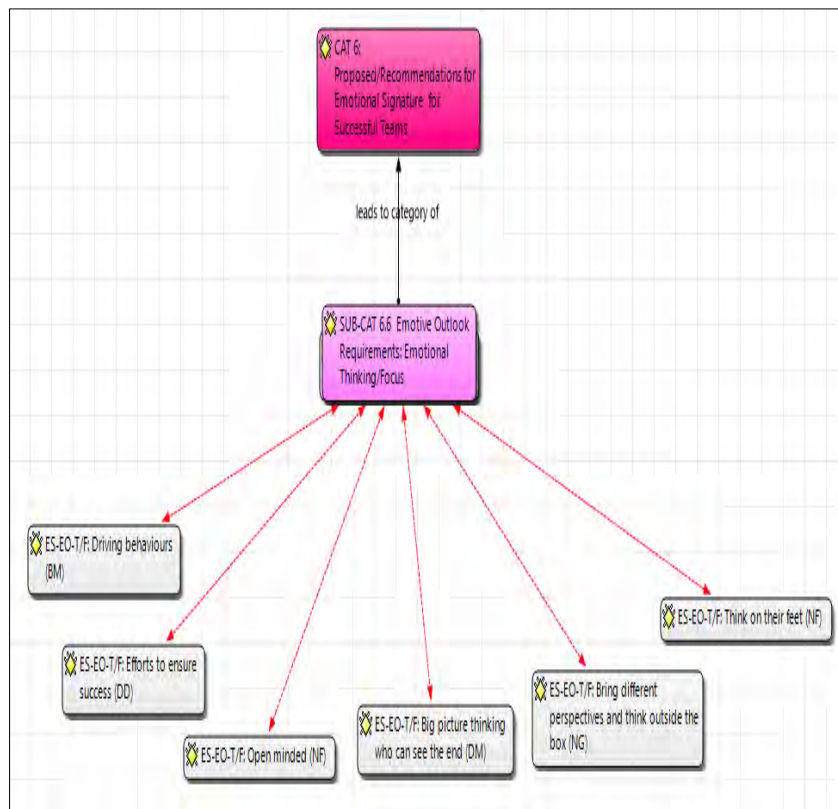 CAT 6:
Proposed/Recommendations for
Emotional Signature for
Successful Teams
leads to category of
SUB-CAT 6.6 Emotive Outlook
Requirements: Emotional
Thinking/Focus
ES-EO-T/F: Driving behaviours
(BM)
ES-EO-T/F: Think on their feet (NF)
ES-EO-T/F: Efforts to ensure
success (DD)
ES-EO-T/F: Bring different
perspectives and think outside the
box (NG)
ES-EO-T/F: Big picture thinking
who can see the end (DM)
ES-EO-T/F: Open minded (NF)